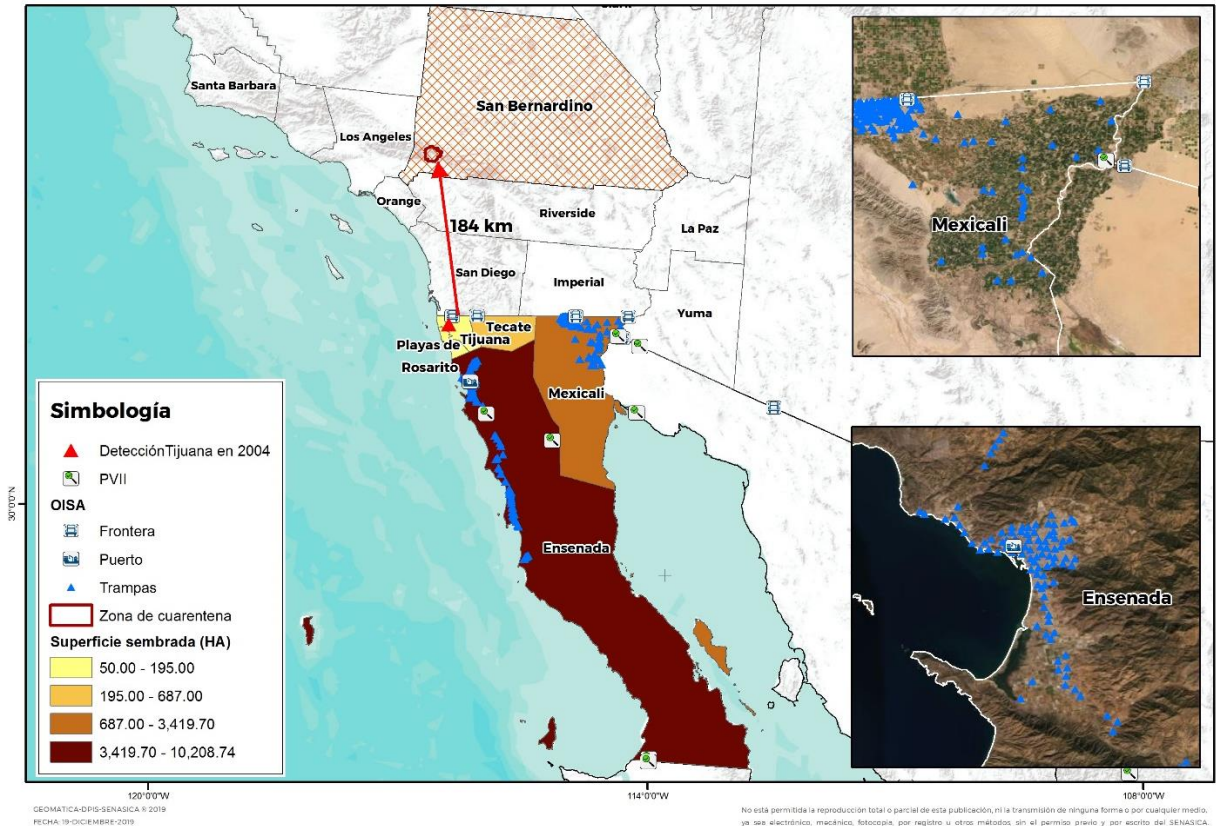 Santa Barbara
San Bernardino
Los Angeles
Orange
Riverside
La Paz
184 km
San Diego
Imperial
Yuma
Tecate
Tijuana
Playas de
Rosarito
Mexicali
Ensenada
Mexicali
Ensenada
Simbología
DetecciónTijuana en 2004
PVII
OISA
Frontera
Puerto
Trampas
Zona de cuarentena
Superficie sembrada (HA)
50.00 - 195.00
195.00 - 687.00
687.00 - 3,419.70
3,419.70 - 10,208.74
30°0'0"N
120°0'0"W
114°0'0"W
108°0'0"W
GEOMATICA-DPIS-SENASICA ® 2019
FECHA: 19-DICIEMBRE-2019
No está permitida la reproducción total o parcial de esta publicación, ni la transmisión de ninguna forma o por cualquier medio,
ya sea electrónico, mecánico, fotocopia, por registro u otros métodos, sin el permiso previo y por escrito del SENASICA.